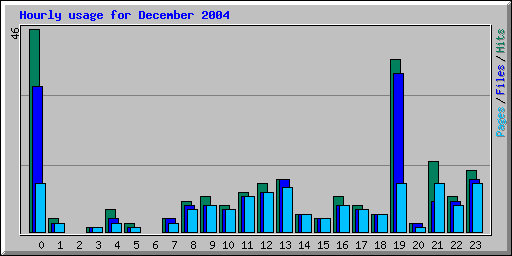 Hourly usage for December 2004
46
Pages/Files/Hits
0 1 2 3 4 5 6 7 8 9 10 11 12 13 14 15 16 17 18 19 20 21 22 23